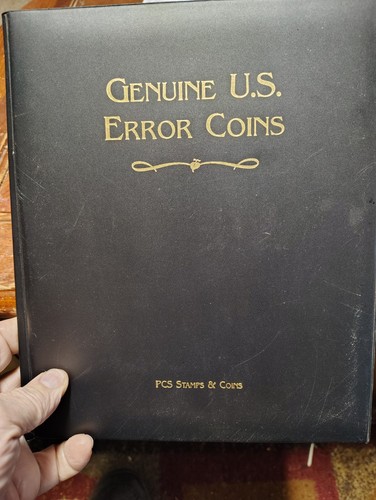 Genuine U.S.
Error Coins
PCS Stamps & Coins